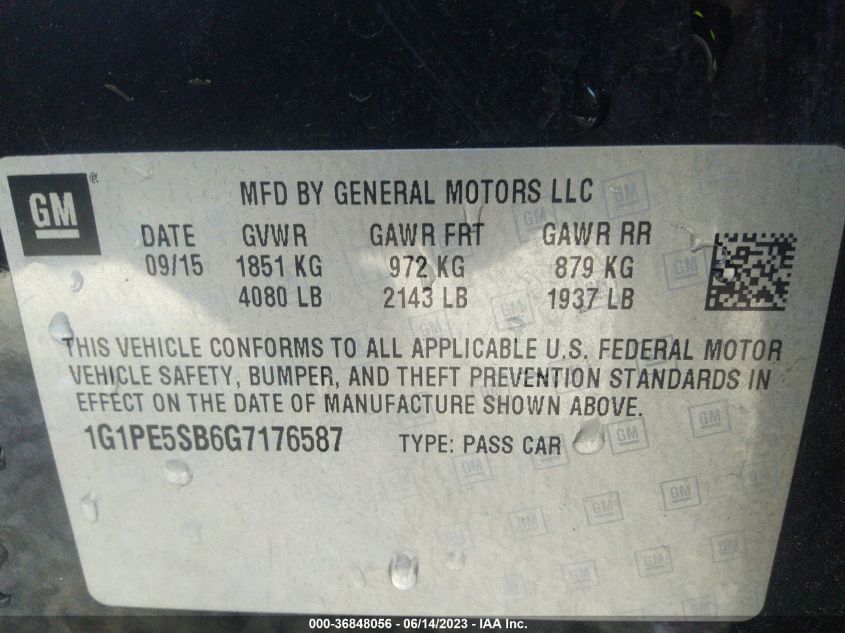 GM
MFD BY GENERAL MOTORS LLC
DATE GVWR GAWR FRT GAWR RR
09/15 1851 KG 972 KG 879 KG
4080 LB 2143 LB 1937 LB
THIS VEHICLE CONFORMS TO ALL APPLICABLE U.S. FEDERAL MOTOR
VEHICLE SAFETY, BUMPER, AND THEFT PREVENTION STANDARDS IN
EFFECT ON THE DATE OF MANUFACTURE SHOWN ABOVE.
1G1PE5SB6G7176587 TYPE: PASS CAR
000-36848056 - 06/14/2023 - IAA Inc.